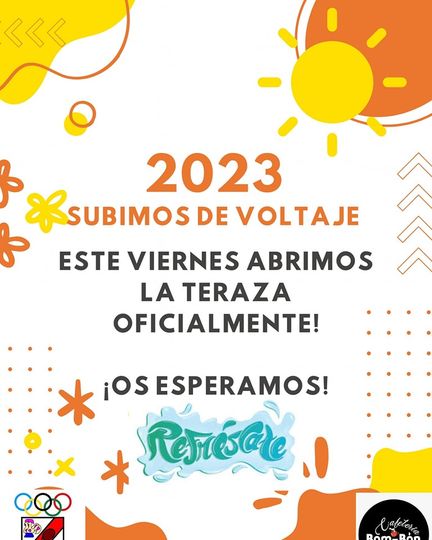 2023
SUBIMOS DE VOLTAJE
ESTE VIERNES ABRIMOS
LA TERAZA
OFICIALMENTE!
¡OS ESPERAMOS!
Refréscate
Cafetería
Bom-Bon